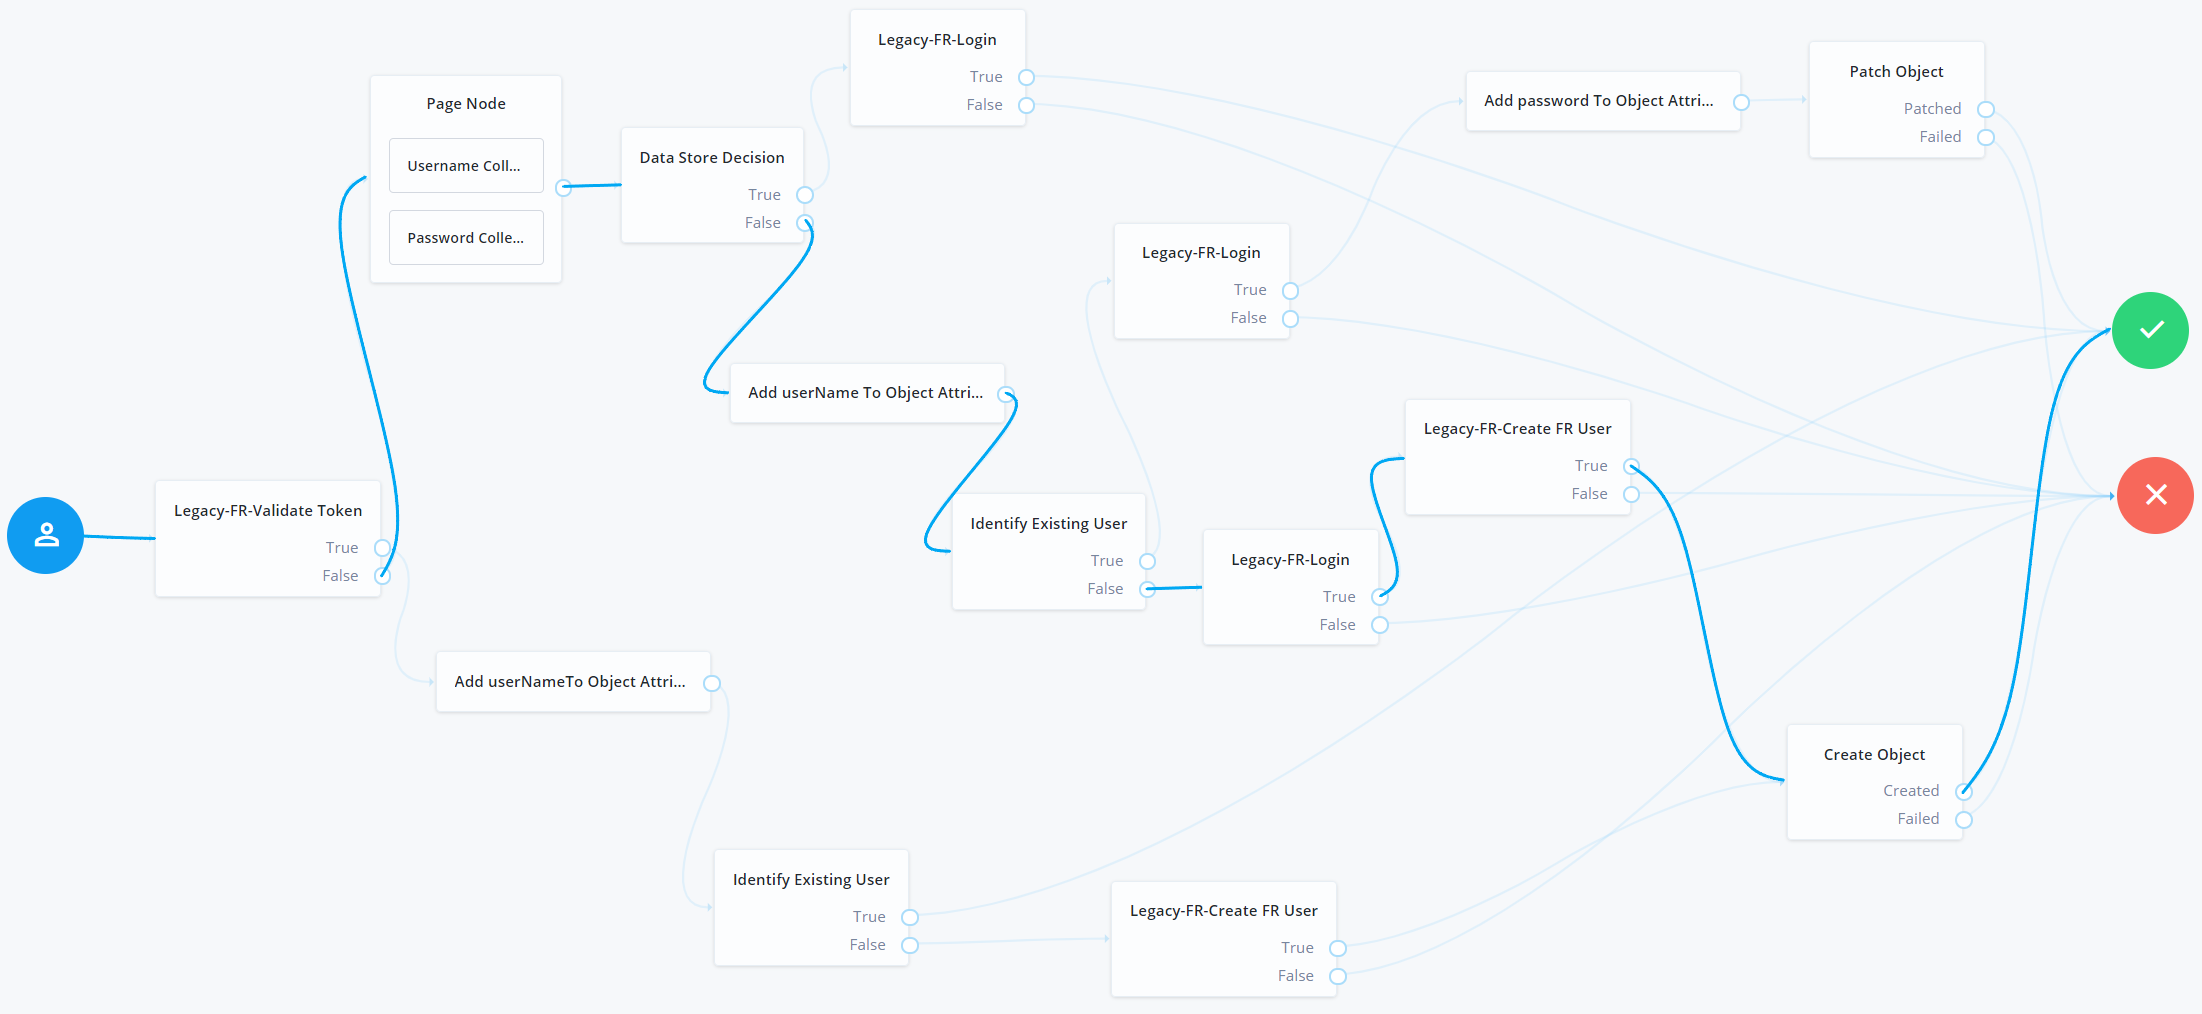 Legacy-FR-Login
True
False
Patch Object
Patched
Failed
Add password To Object Attri...
Page Node
Username Coll...
Password Colle...
Data Store Decision
True
False
Legacy-FR-Login
True
False
Add userName To Object Attri...
Legacy-FR-Create FR User
True
False
Legacy-FR-Validate Token
True
False
Identify Existing User
True
False
Legacy-FR-Login
True
False
Add userNameTo Object Attri...
Create Object
Created
Failed
Identify Existing User
True
False
Legacy-FR-Create FR User
True
False